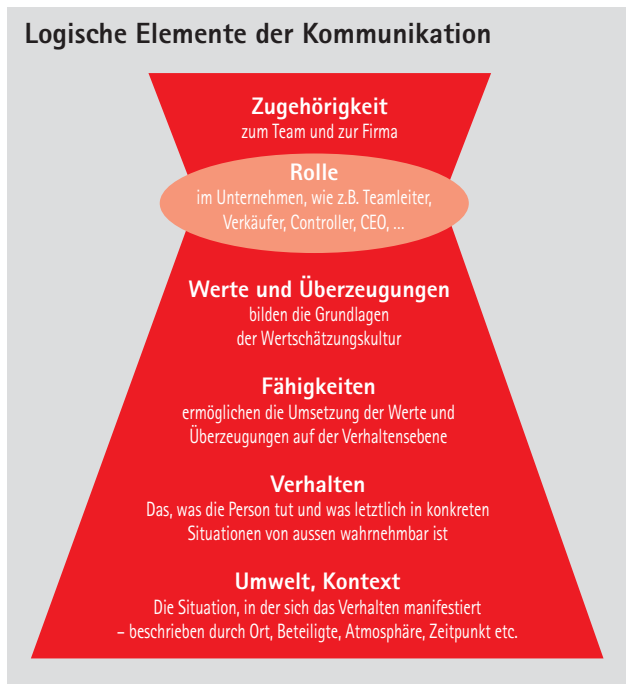 Logische Elemente der Kommunikation
Zugehörigkeit
zum Team und zur Firma
Rolle
im Unternehmen, wie z.B. Teamleiter,
Verkäufer, Controller, CEO, ...
Werte und Überzeugungen
bilden die Grundlagen
der Wertschätzungskultur
Fähigkeiten
ermöglichen die Umsetzung der Werte und
Überzeugungen auf der Verhaltensebene
Verhalten
Das, was die Person tut und was letztlich in konkreten
Situationen von aussen wahrnehmbar ist
Umwelt, Kontext
Die Situation, in der sich das Verhalten manifestiert
– beschrieben durch Ort, Beteiligte, Atmosphäre, Zeitpunkt etc.